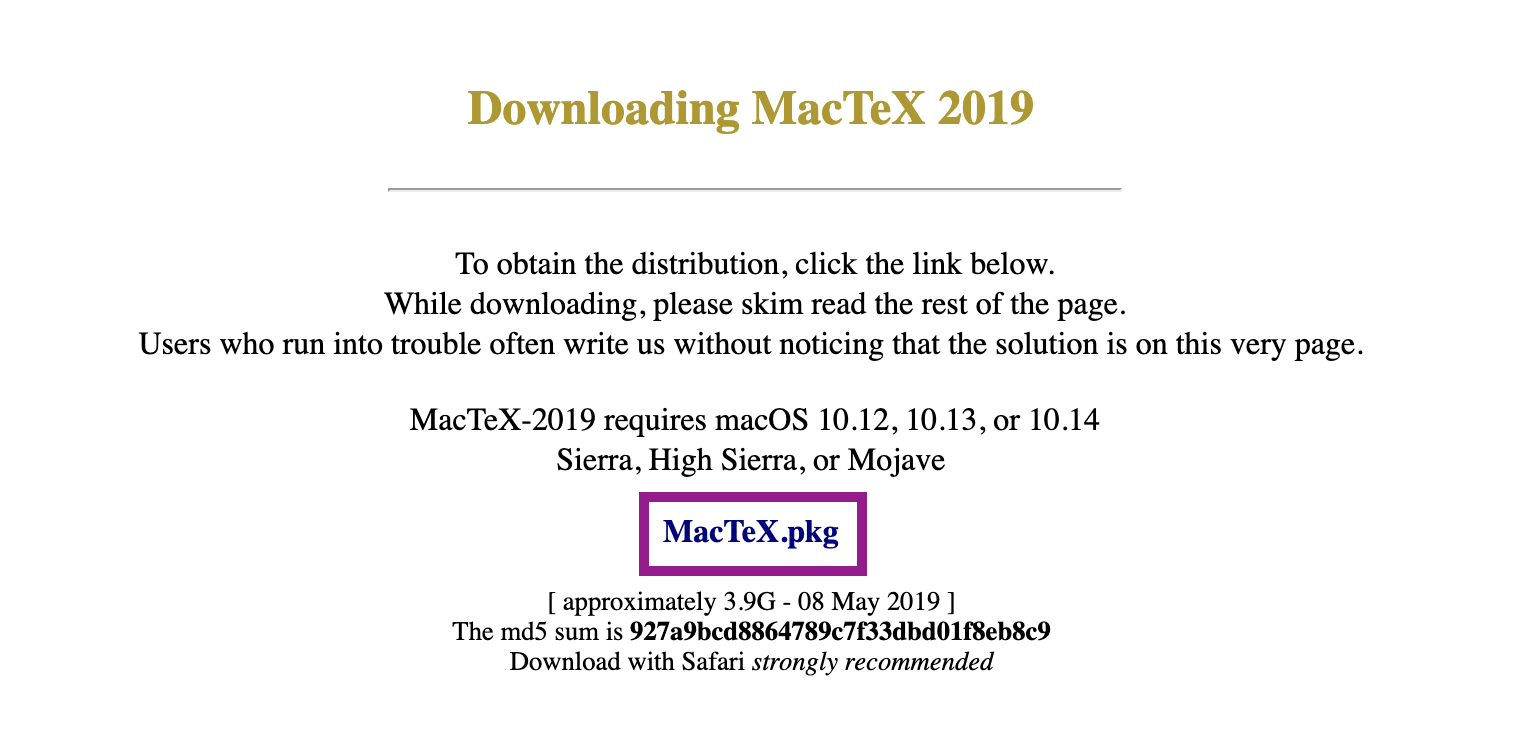 Downloading MacTeX 2019
To obtain the distribution, click the link below.
While downloading, please skim read the rest of the page.
Users who run into trouble often write us without noticing that the solution is on this very page.
MacTeX-2019 requires macOS 10.12, 10.13, or 10.14
Sierra, High Sierra, or Mojave
MacTeX.pkg
[ approximately 3.9G - 08 May 2019 ]
The md5 sum is 927a9bcd8864789c7f33dbd01f8eb8c9
Download with Safari strongly recommended